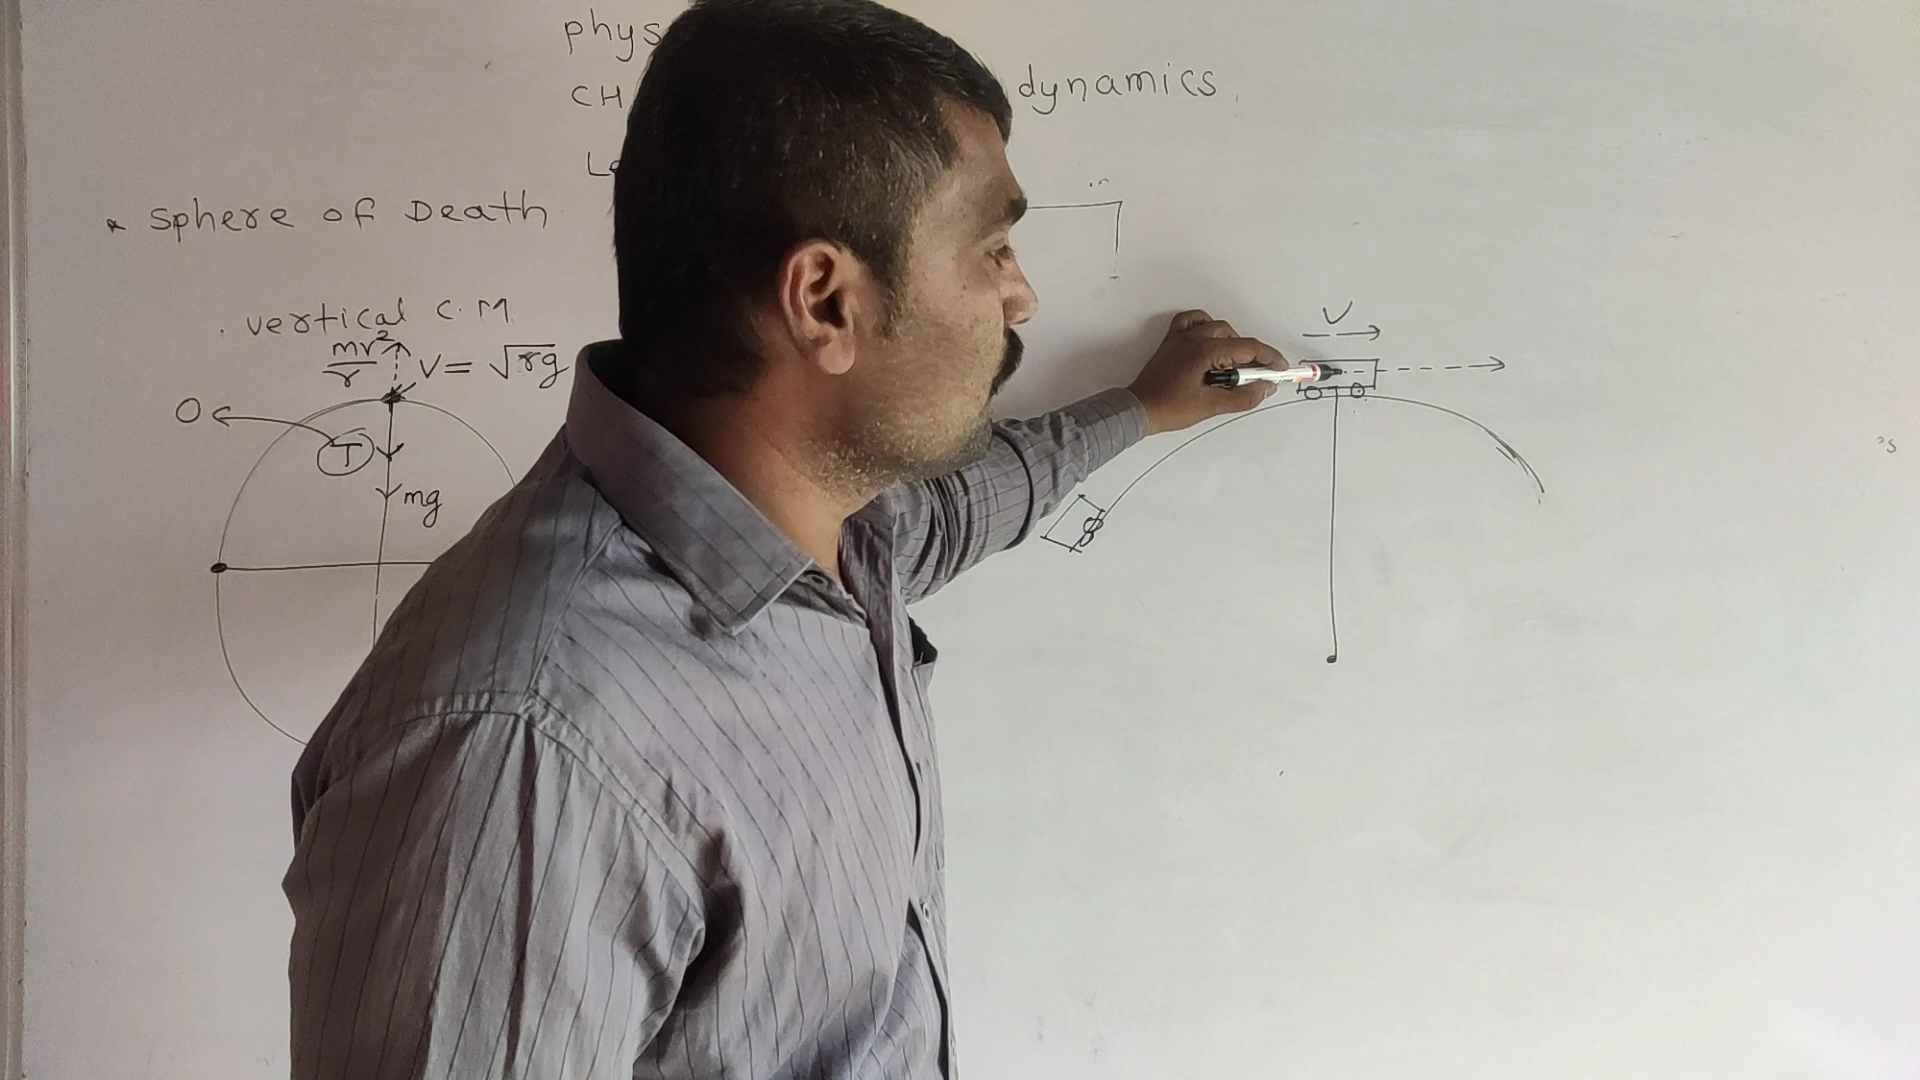 phys
CH dynamics
L
* Sphere of Death
. vertical C.M.
mv²/r V = √rg
O T
mg
V